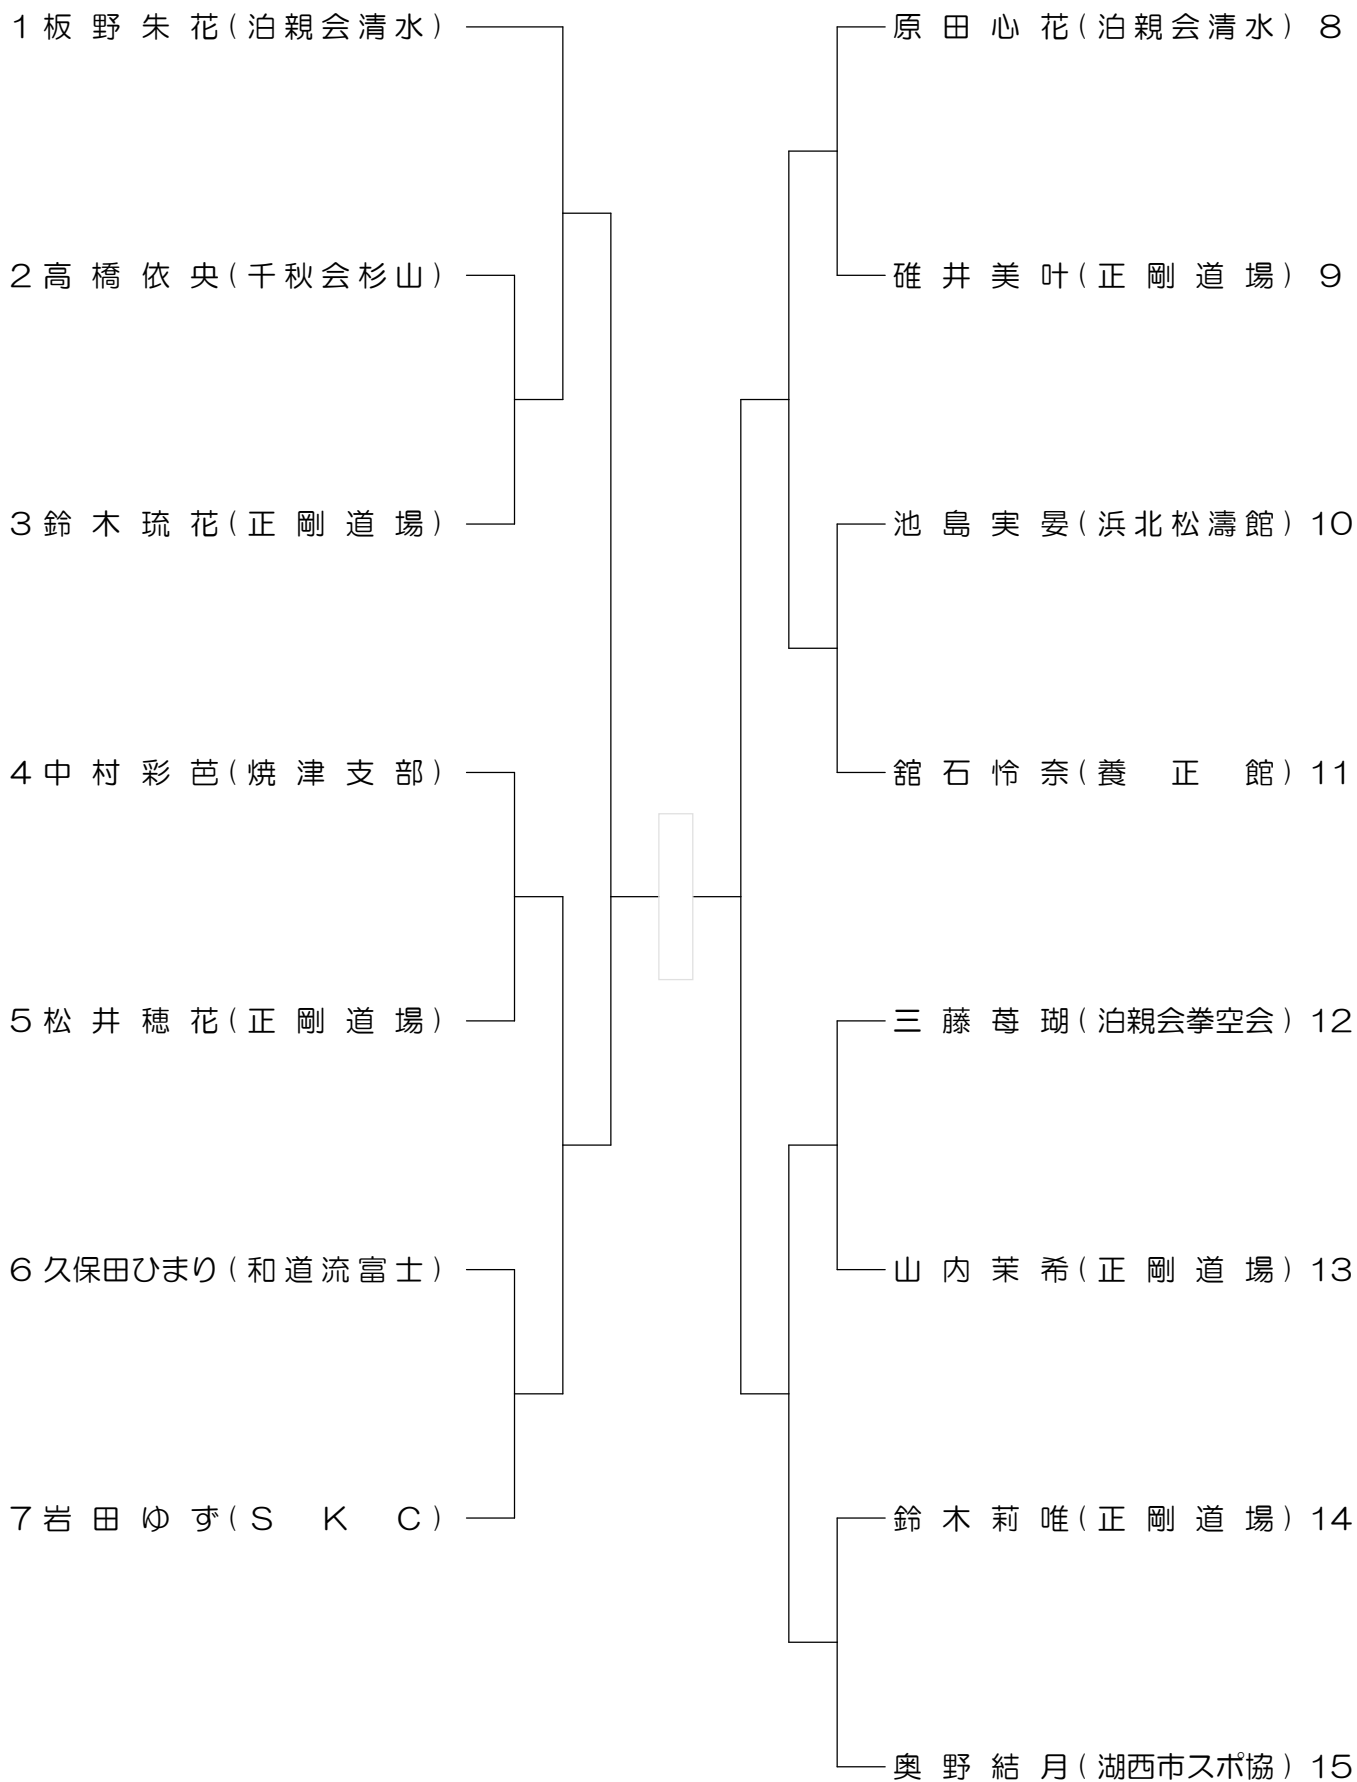 1 板野朱花(泊親会清水)
2 高橋依央(千秋会杉山)
3 鈴木琉花(正剛道場)
4 中村彩芭(焼津支部)
5 松井穂花(正剛道場)
6 久保田ひまり(和道流富士)
7 岩田ゆず(SKC)
原田心花(泊親会清水) 8
碓井美叶(正剛道場) 9
池島実晏(浜北松濤館) 10
舘石怜奈(養正館) 11
三藤苺瑚(泊親会拳空会) 12
山内茉希(正剛道場) 13
鈴木莉唯(正剛道場) 14
奥野結月(湖西市スポ協) 15